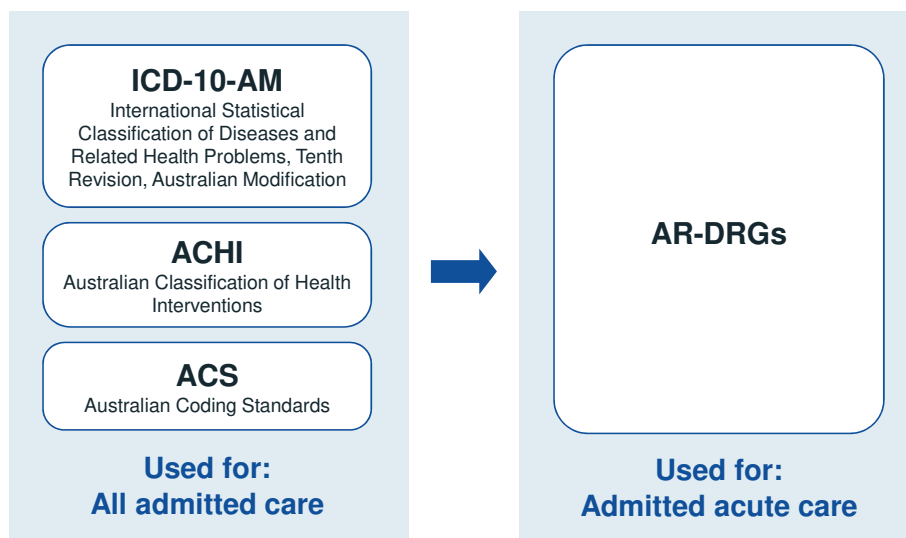 ICD-10-AM
International Statistical
Classification of Diseases and
Related Health Problems, Tenth
Revision, Australian Modification
ACHI
Australian Classification of Health
Interventions
ACS
Australian Coding Standards
Used for:
All admitted care
AR-DRGs
Used for:
Admitted acute care